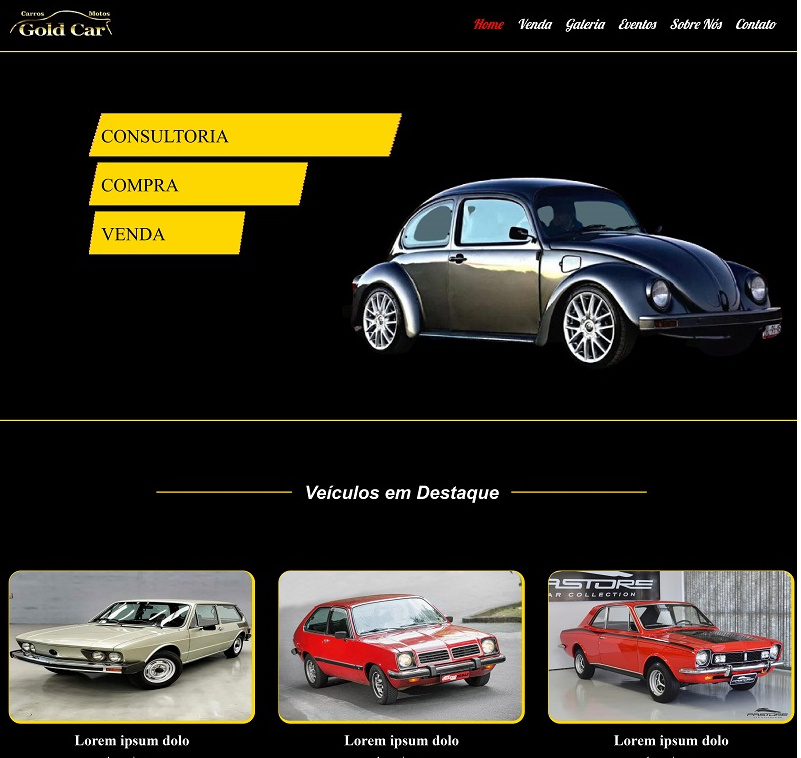 Carros Motos
Gold Car
Home Venda Galeria Eventos Sobre Nós Contato
CONSULTORIA
COMPRA
VENDA
Veículos em Destaque
PASTORE
CAR COLLECTION
PASTORE
Lorem ipsum dolo Lorem ipsum dolo Lorem ipsum dolo